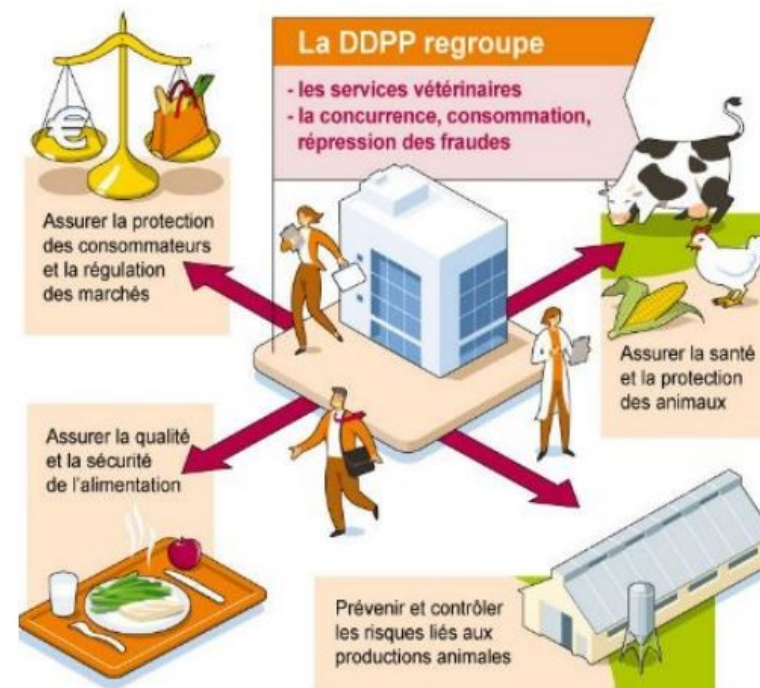 La DDPP regroupe
- les services vétérinaires
- la concurrence, consommation,
répression des fraudes
€
Assurer la protection
des consommateurs
et la régulation
des marchés
Assurer la santé
et la protection
des animaux
Assurer la qualité
et la sécurité
de l'alimentation
Prévenir et contrôler
les risques liés aux
productions animales